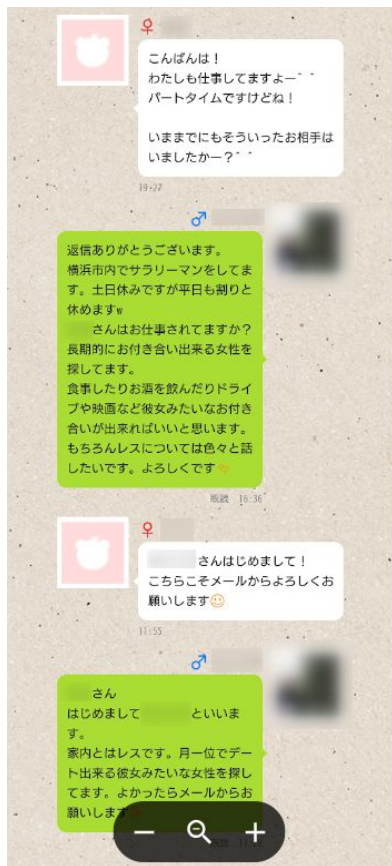 こんばんは!
わたしも仕事してますよー^^
パートタイムですけどね!
いままでにもそういったお相手は
いましたかー?^^
19:27
返信ありがとうございます。
横浜市内でサラリーマンをしてま
す。土日休みですが平日も割りと
休めますw
さんはお仕事されてますか?
長期的にお付き合い出来る女性を
探してます。
食事したりお酒を飲んだりドライ
ブや映画など彼女みたいなお付き
合いが出来ればいいと思います。
もちろんレスについては色々と話
したいです。よろしくです
既読 16:36
さんはじめまして!
こちらこそメールからよろしくお
願いします
11:55
さん
はじめまして といいま
す。
家内とはレスです。月一位でデー
ト出来る彼女みたいな女性を探し
てます。よかったらメールからお
願いします